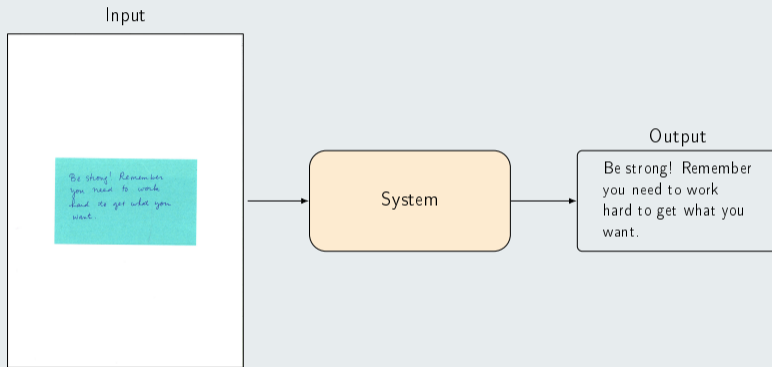 Input
Be strong! Remember
you need to work
hard to get what you
want.
System
Output
Be strong! Remember
you need to work
hard to get what you
want.